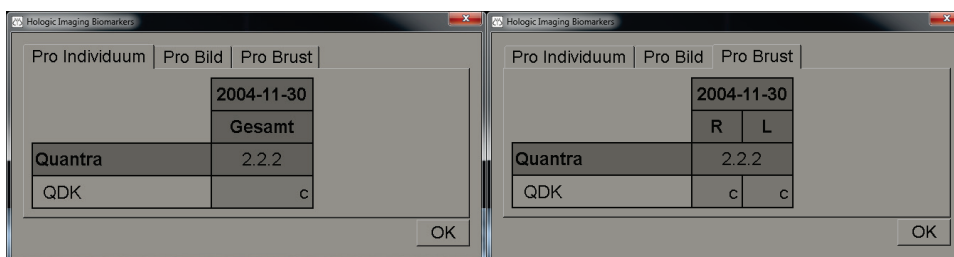 Hologic Imaging Biomarkers
Pro Individuum Pro Bild Pro Brust
2004-11-30
Gesamt
Quantra 2.2.2
QDK c
OK
Hologic Imaging Biomarkers
Pro Individuum Pro Bild Pro Brust
2004-11-30
R L
Quantra 2.2.2
QDK c c
OK